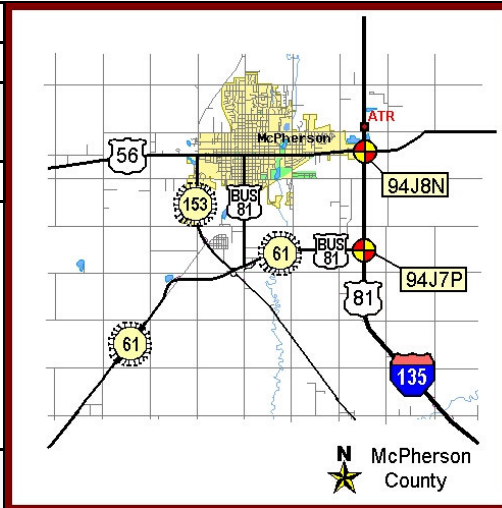 ATR
McPherson
56
94J8N
153
BUS
81
61
BUS
81
94J7P
81
61
135
N McPherson
County